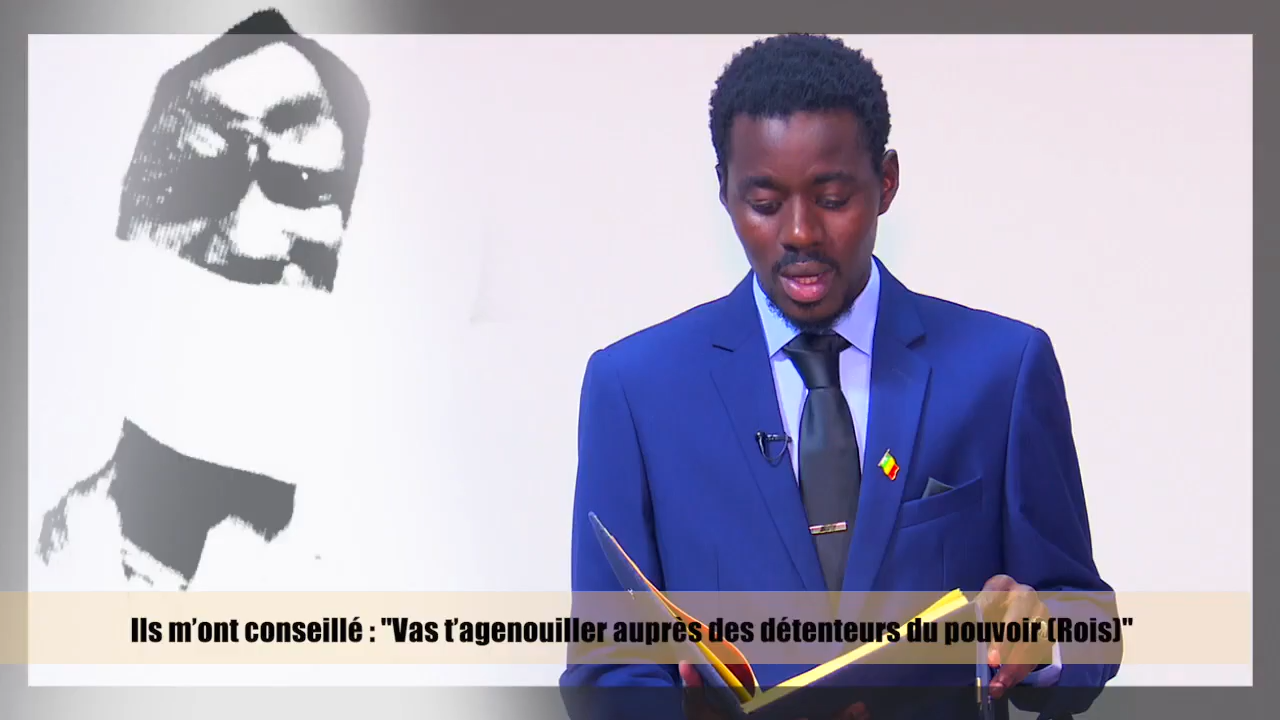 Ils m’ont conseillé : "Vas t’agenouiller auprès des détenteurs du pouvoir (Rois)"